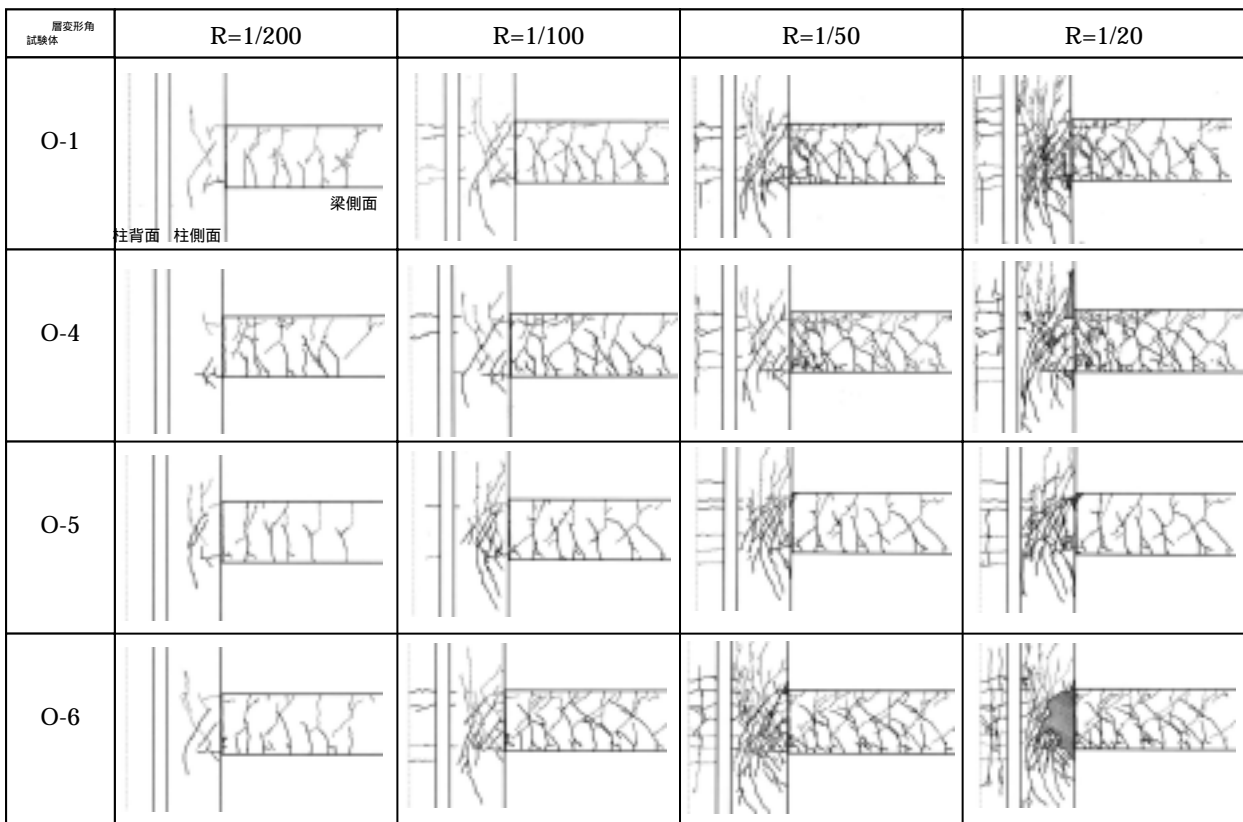 層変形角
試験体
R=1/200
R=1/100
R=1/50
R=1/20
O-1
梁側面
柱背面
柱側面
O-4
O-5
O-6